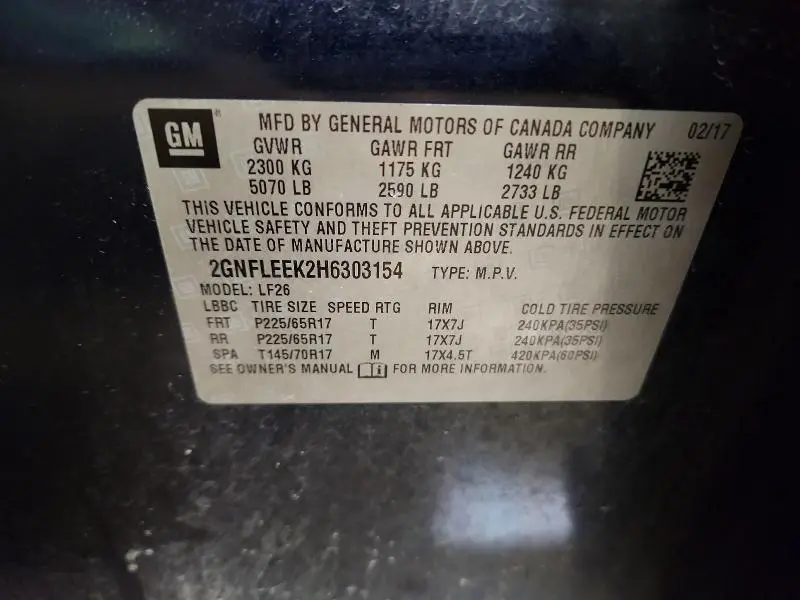 GM
MFD BY GENERAL MOTORS OF CANADA COMPANY 02/17
GVWR GAWR FRT GAWR RR
2300 KG 1175 KG 1240 KG
5070 LB 2590 LB 2733 LB
THIS VEHICLE CONFORMS TO ALL APPLICABLE U.S. FEDERAL MOTOR
VEHICLE SAFETY AND THEFT PREVENTION STANDARDS IN EFFECT ON
THE DATE OF MANUFACTURE SHOWN ABOVE.
2GNFLEEK2H6303154 TYPE: M.P.V.
MODEL: LF26
LBBC TIRE SIZE SPEED RTG RIM COLD TIRE PRESSURE
FRT P225/65R17 T 17X7J 240KPA(35PSI)
RR P225/65R17 T 17X7J 240KPA(35PSI)
SPA T145/70R17 M 17X4.5T 420KPA(60PSI)
SEE OWNER'S MANUAL FOR MORE INFORMATION.